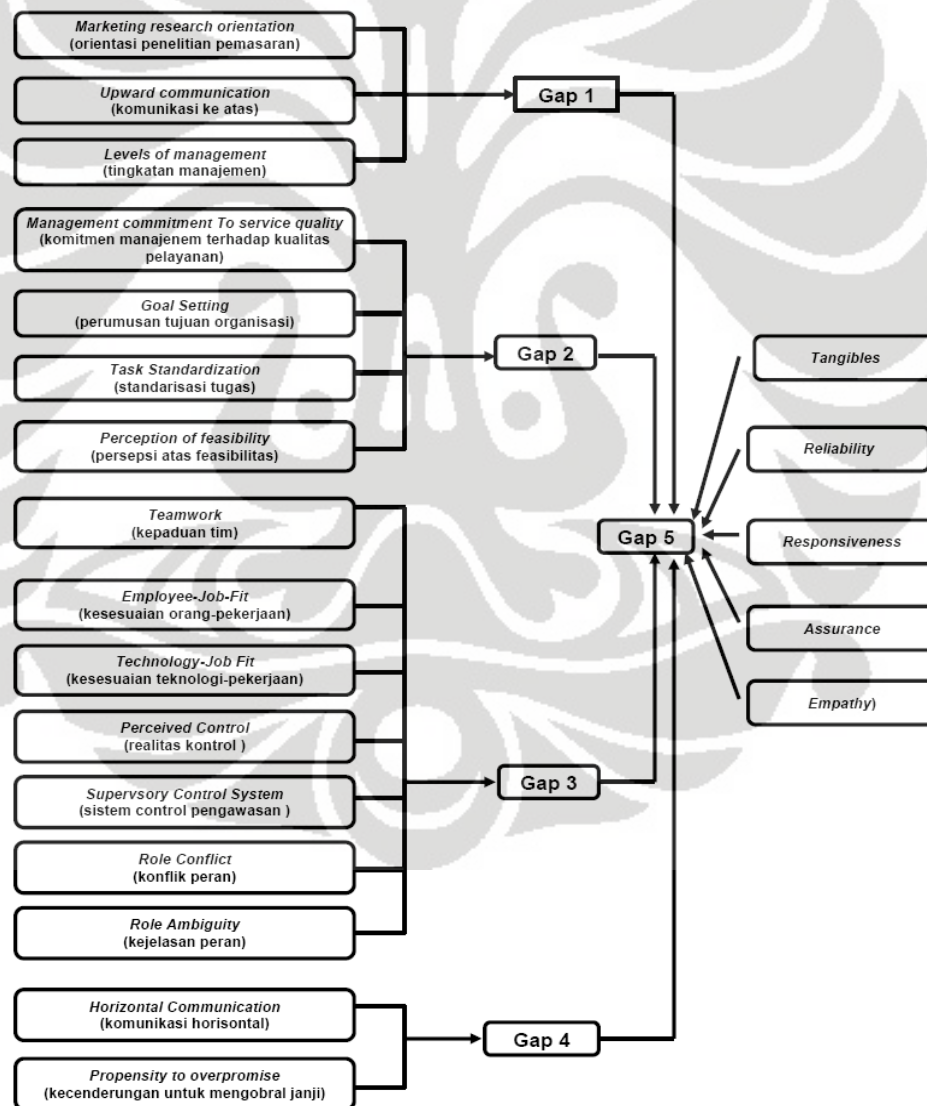 Marketing research orientation
(orientasi penelitian pemasaran)
Upward communication
(komunikasi ke atas)
Levels of management
(tingkatan manajemen)
Gap 1
Management commitment To service quality
(komitmen manajenem terhadap kualitas
pelayanan)
Goal Setting
(perumusan tujuan organisasi)
Task Standardization
(standarisasi tugas)
Perception of feasibility
(persepsi atas feasibilitas)
Gap 2
Teamwork
(kepaduan tim)
Employee-Job-Fit
(kesesuaian orang-pekerjaan)
Technology-Job Fit
(kesesuaian teknologi-pekerjaan)
Perceived Control
(realitas kontrol )
Supervsory Control System
(sistem control pengawasan )
Role Conflict
(konflik peran)
Role Ambiguity
(kejelasan peran)
Gap 3
Horizontal Communication
(komunikasi horisontal)
Propensity to overpromise
(kecenderungan untuk mengobral janji)
Gap 4
Gap 5
Tangibles
Reliability
Responsiveness
Assurance
Empathy)